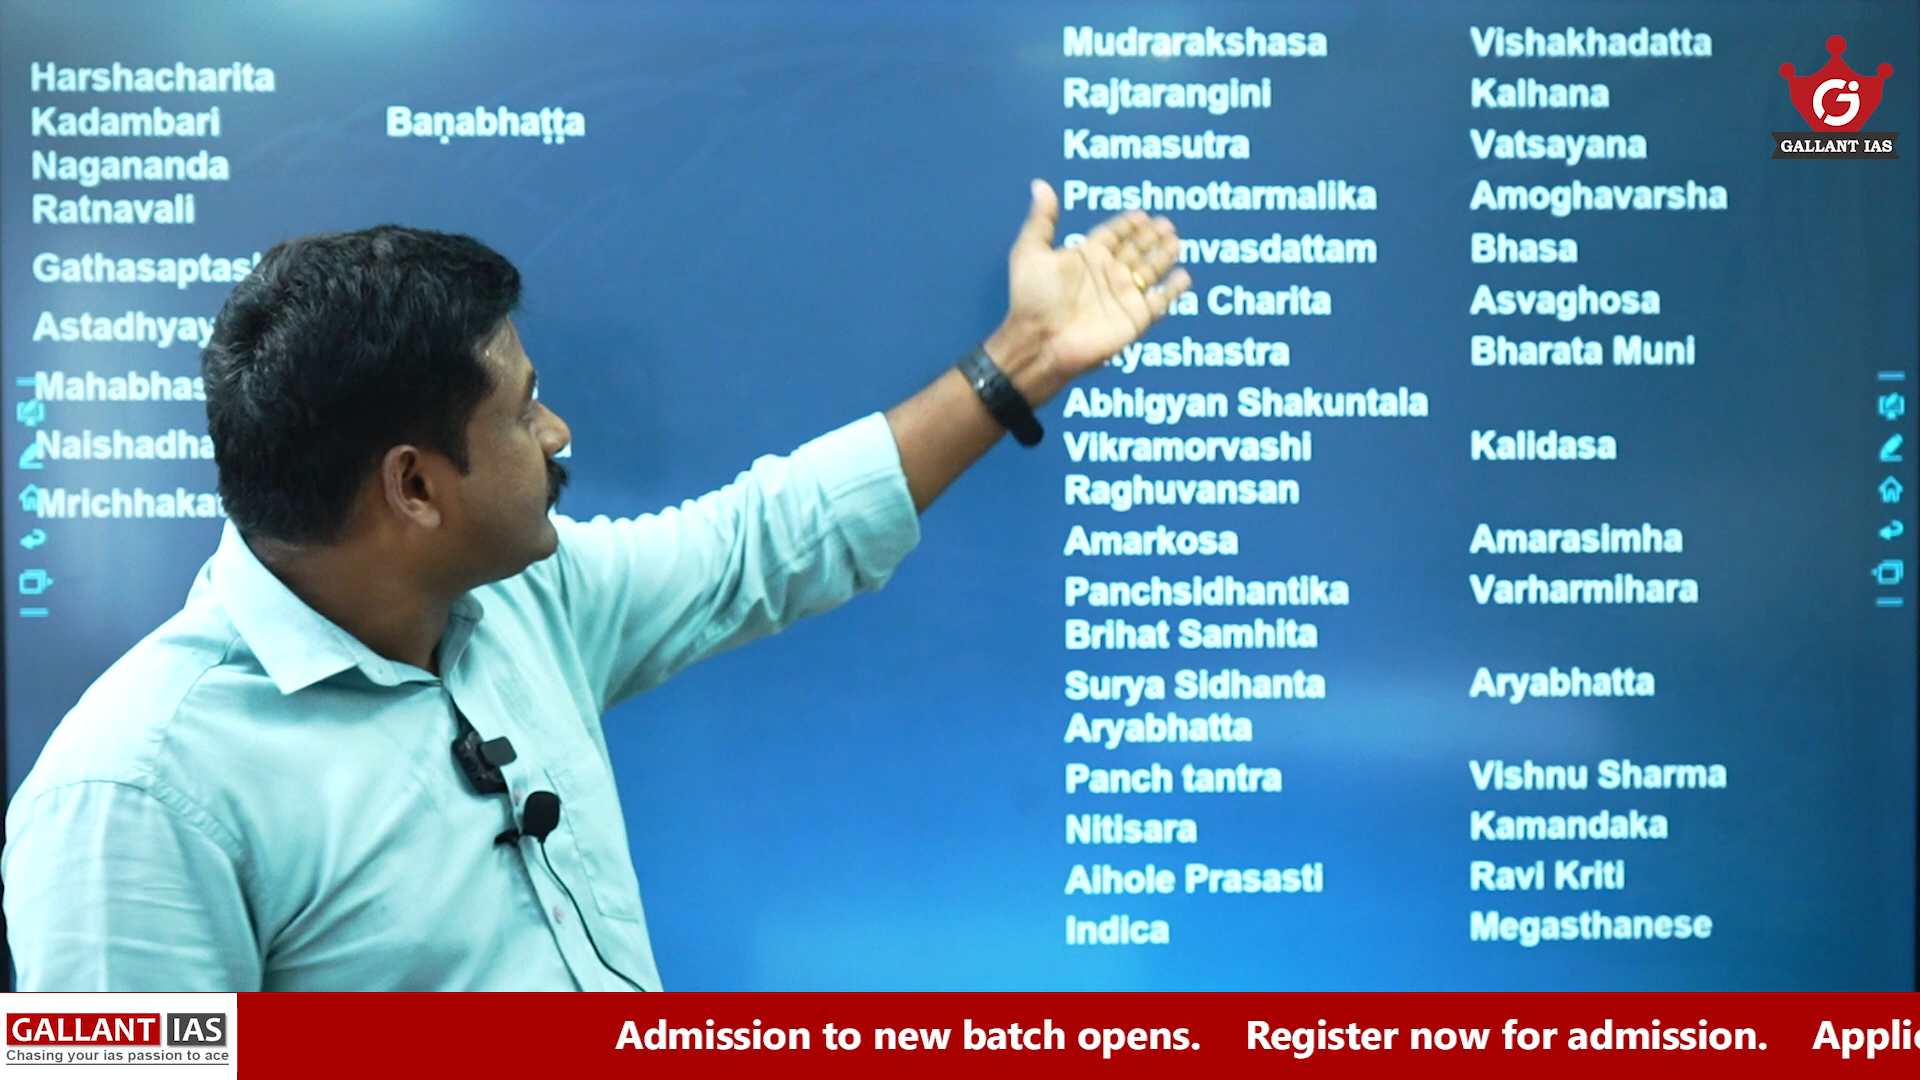 Harshacharita
Kadambari Baṇabhaṭṭa
Nagananda
Ratnavali
Mudrarakshasa Vishakhadatta
Rajtarangini Kalhana
Kamasutra Vatsayana
Prashnottarmalika Amoghavarsha
Bhasa
Charita Asvaghosa
Bharata Muni
Abhigyan Shakuntala
Vikramorvashi Kalidasa
Raghuvansan
Amarkosa Amarasimha
Panchsidhantika Varharmihara
Brihat Samhita
Surya Sidhanta Aryabhatta
Aryabhatta
Panch tantra Vishnu Sharma
Nitisara Kamandaka
Aihole Prasasti Ravi Kriti
Indica Megasthanese
GALLANT IAS
GALLANT IAS
Chasing your ias passion to ace
Admission to new batch opens. Register now for admission.